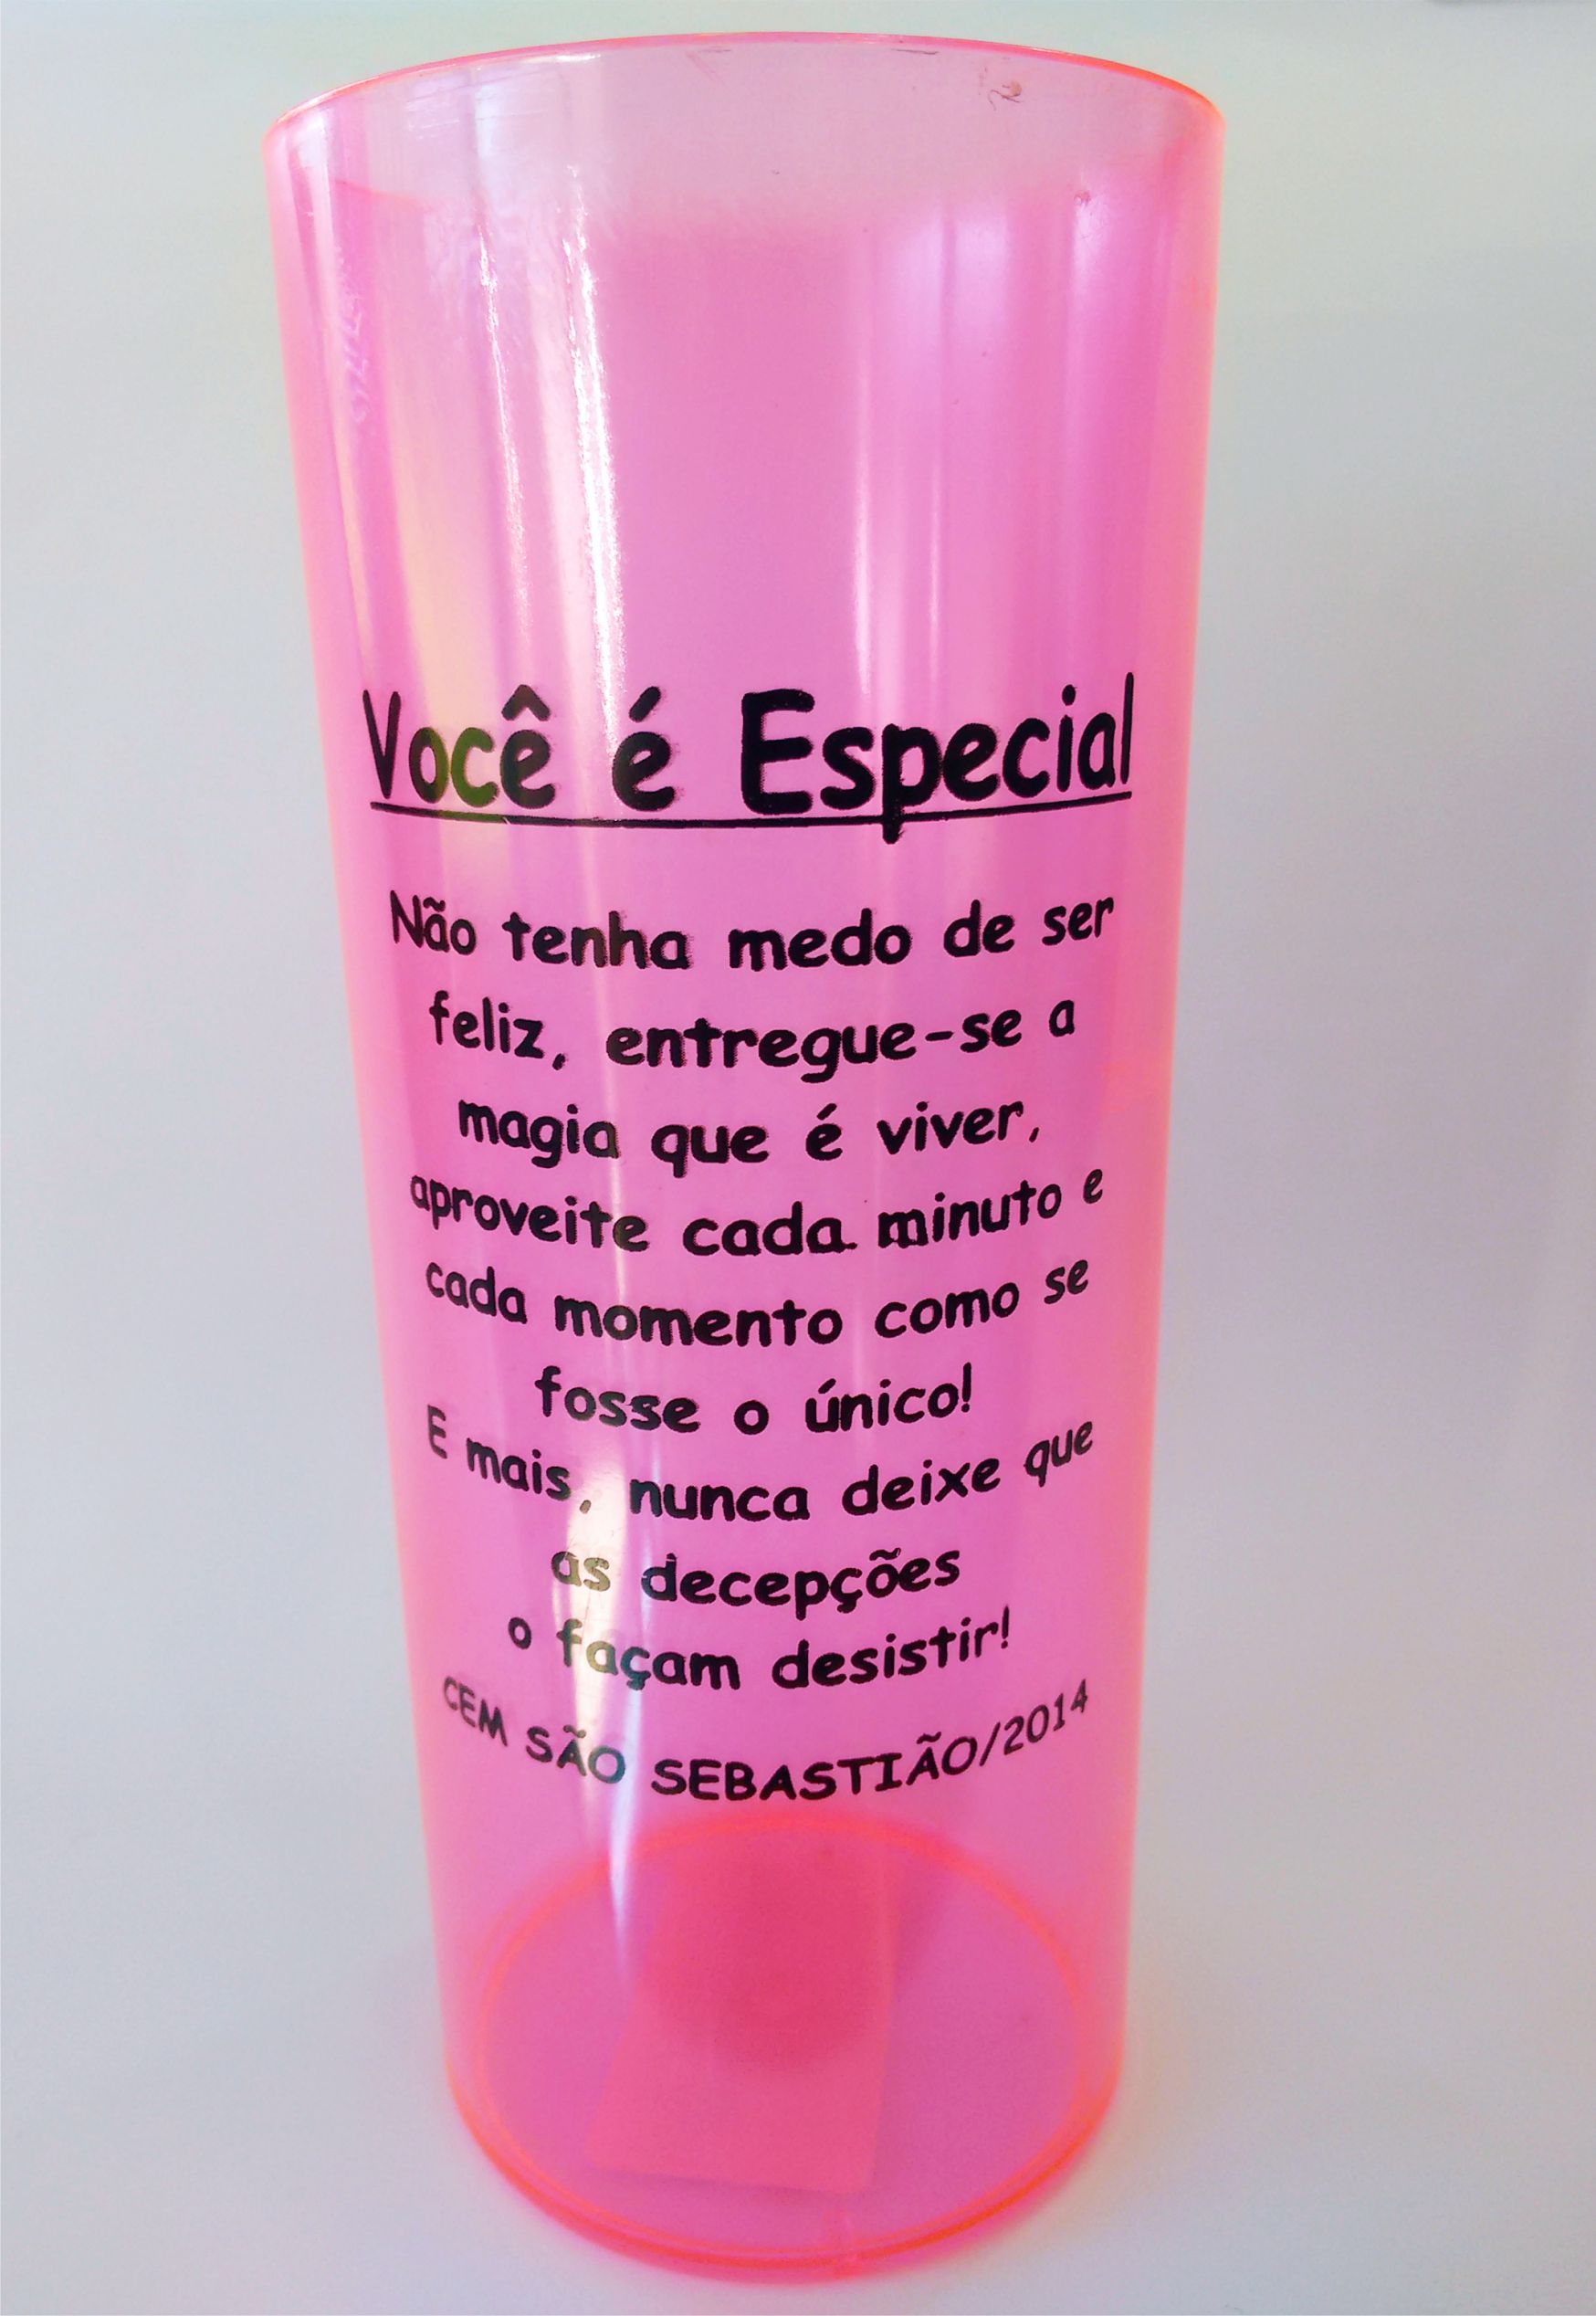 Você é Especial
Não tenha medo de ser
feliz, entregue-se a
magia que é viver,
aproveite cada minuto e
cada momento como se
fosse o único!
E mais, nunca deixe que
as decepções
o façam desistir!
CEM SÃO SEBASTIÃO/2014